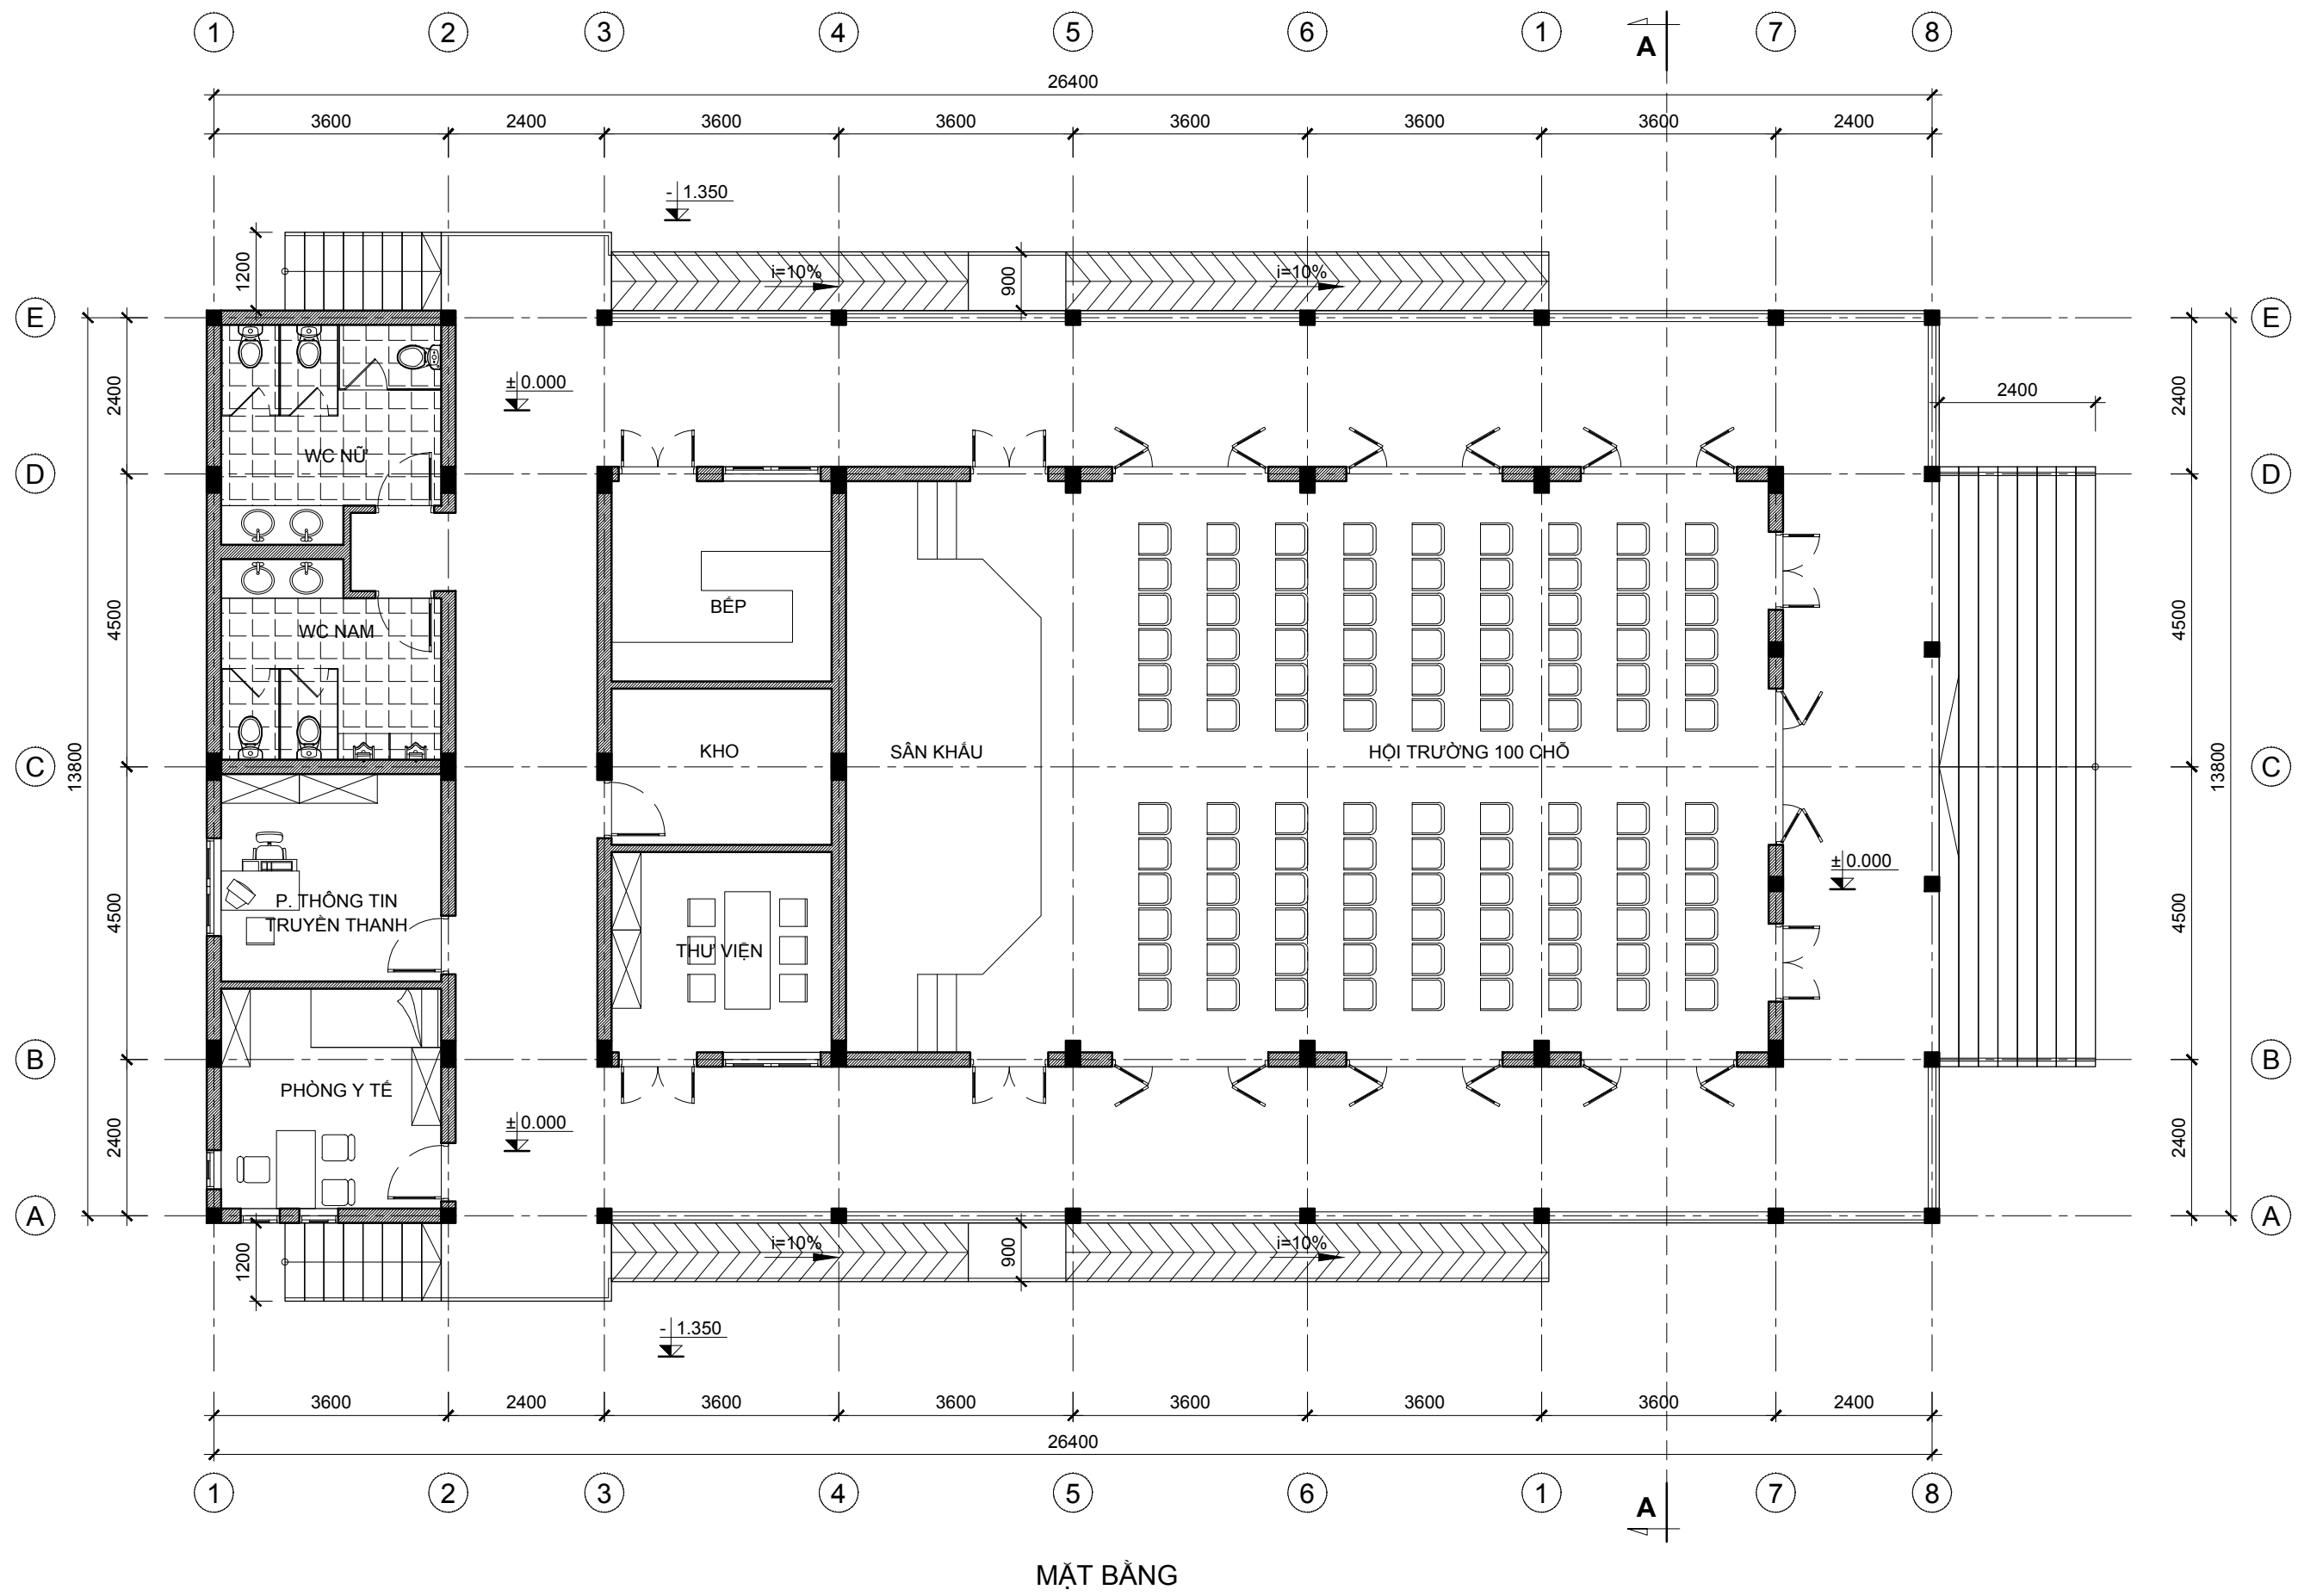 1 2 3 4 5 6 1 A 7 8
26400
3600 2400 3600 3600 3600 3600 3600 2400
- 1.350
1200 i=10% 900 i=10%
E E
2400 ± 0.000 2400 2400
WC NỮ
D D
4500 BẾP 4500
WC NAM
13800 KHO SÂN KHẤU HỘI TRƯỜNG 100 CHỖ 13800
C C
± 0.000
4500 P. THÔNG TIN 4500
TRUYỀN THANH
THƯ VIỆN
B B
PHÒNG Y TẾ
2400 ± 0.000 2400
A A
1200 i=10% 900 i=10%
- 1.350
3600 2400 3600 3600 3600 3600 3600 2400
26400
1 2 3 4 5 6 1 A 7 8
MẶT BẰNG